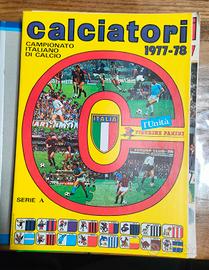 calciatori
CAMPIONATO
ITALIANO
DI CALCIO
1977-78
l'Unità
FIGURINE PANINI
ITALIA
SERIE A